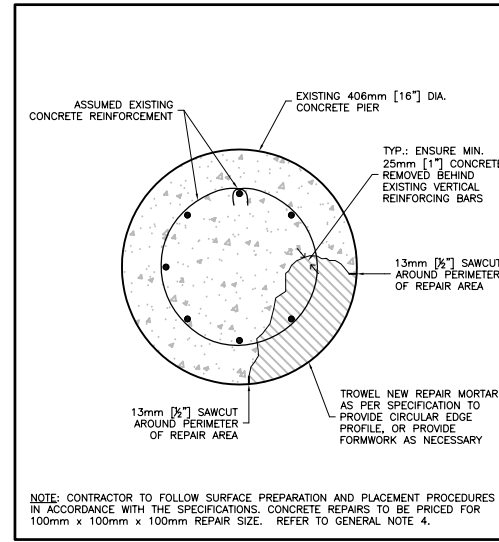 ASSUMED EXISTING
CONCRETE REINFORCEMENT
EXISTING 406mm [16"] DIA.
CONCRETE PIER
TYP.: ENSURE MIN.
25mm [1"] CONCRETE
REMOVED BEHIND
EXISTING VERTICAL
REINFORCING BARS
13mm [½"] SAWCUT
AROUND PERIMETER
OF REPAIR AREA
13mm [½"] SAWCUT
AROUND PERIMETER
OF REPAIR AREA
TROWEL NEW REPAIR MORTAR
AS PER SPECIFICATION TO
PROVIDE CIRCULAR EDGE
PROFILE, OR PROVIDE
FORMWORK AS NECESSARY
NOTE: CONTRACTOR TO FOLLOW SURFACE PREPARATION AND PLACEMENT PROCEDURES
IN ACCORDANCE WITH THE SPECIFICATIONS. CONCRETE REPAIRS TO BE PRICED FOR
100mm x 100mm x 100mm REPAIR SIZE. REFER TO GENERAL NOTE 4.